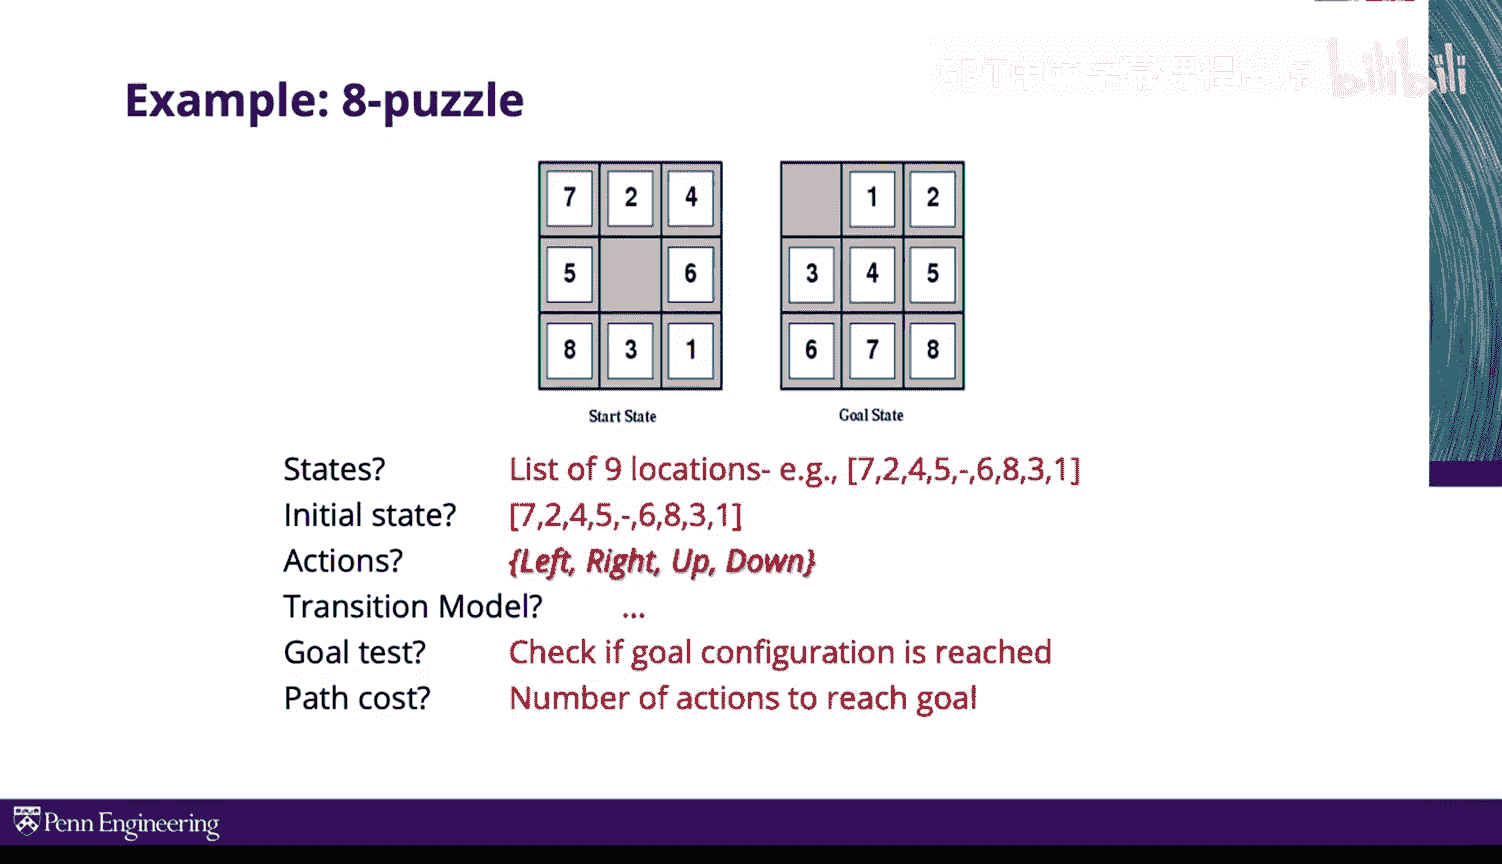 bilibili
Example: 8-puzzle
7 2 4
5 6
8 3 1
Start State
1 2
3 4 5
6 7 8
Goal State
States? List of 9 locations- e.g., [7,2,4,5,-,6,8,3,1]
Initial state? [7,2,4,5,-,6,8,3,1]
Actions? {Left, Right, Up, Down}
Transition Model? ...
Goal test? Check if goal configuration is reached
Path cost? Number of actions to reach goal
Penn Engineering